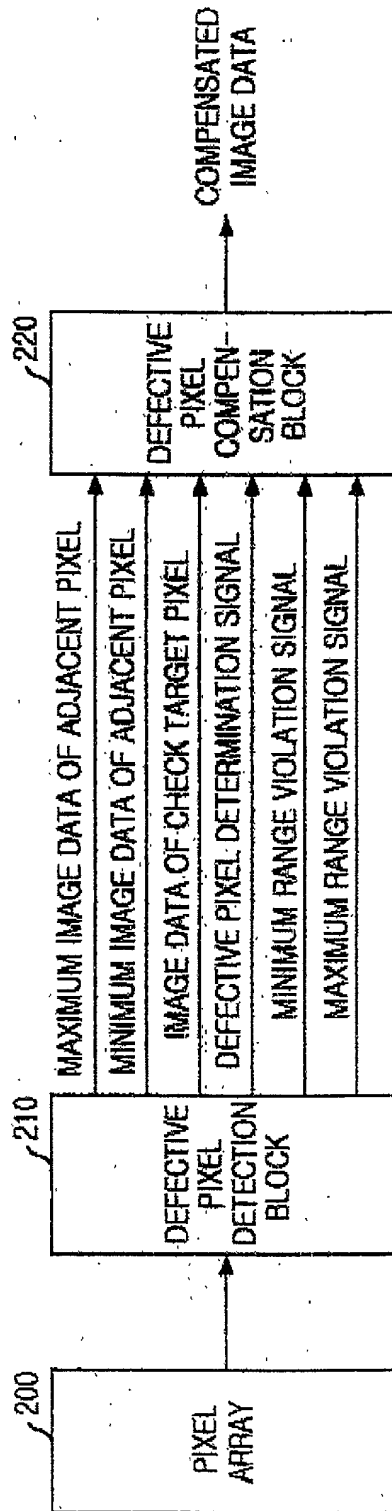 200
PIXEL
ARRAY
210
DEFECTIVE
PIXEL
DETECTION
BLOCK
MAXIMUM IMAGE DATA OF ADJACENT PIXEL
MINIMUM IMAGE DATA OF ADJACENT PIXEL
IMAGE DATA OF CHECK TARGET PIXEL
DEFECTIVE PIXEL DETERMINATION SIGNAL
MINIMUM RANGE VIOLATION SIGNAL
MAXIMUM RANGE VIOLATION SIGNAL
220
DEFECTIVE
PIXEL
COMPEN-
SATION
BLOCK
COMPENSATED
IMAGE DATA